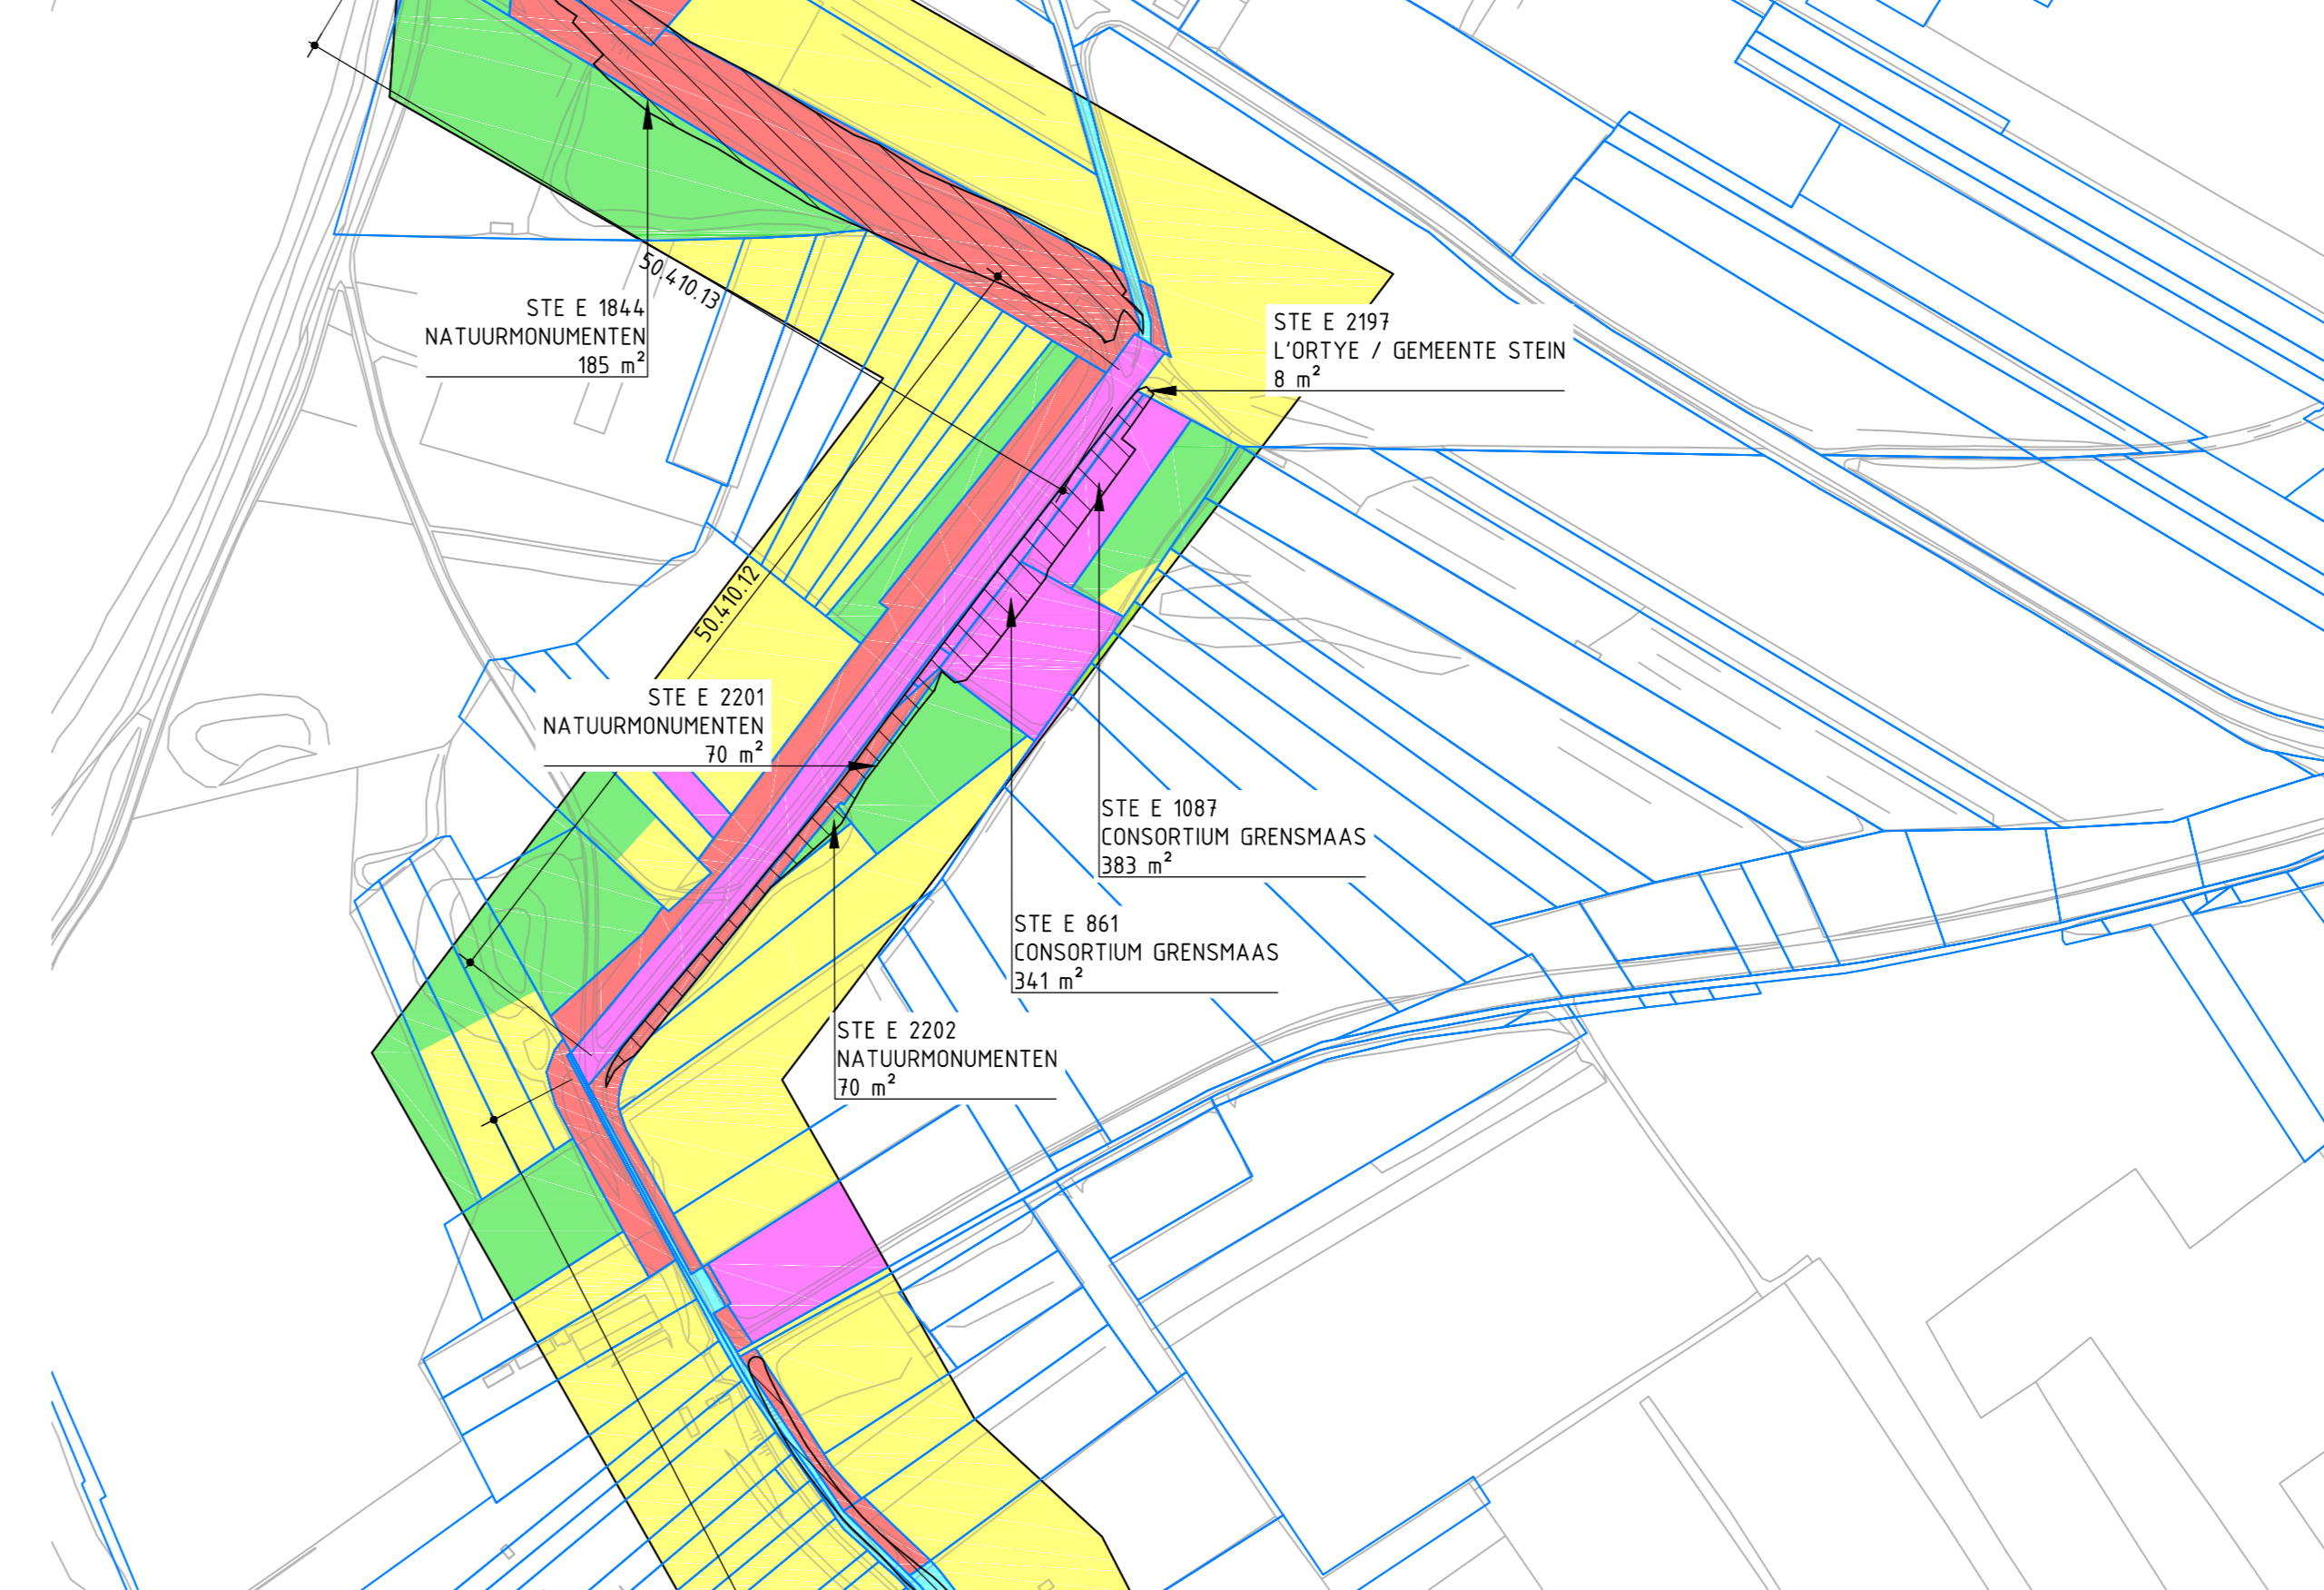 50.410.13
STE E 1844
NATUURMONUMENTEN
185 m²
STE E 2197
L'ORTYE / GEMEENTE STEIN
8 m²
50.410.12
STE E 2201
NATUURMONUMENTEN
70 m²
STE E 1087
CONSORTIUM GRENSMAAS
383 m²
STE E 861
CONSORTIUM GRENSMAAS
341 m²
STE E 2202
NATUURMONUMENTEN
70 m²